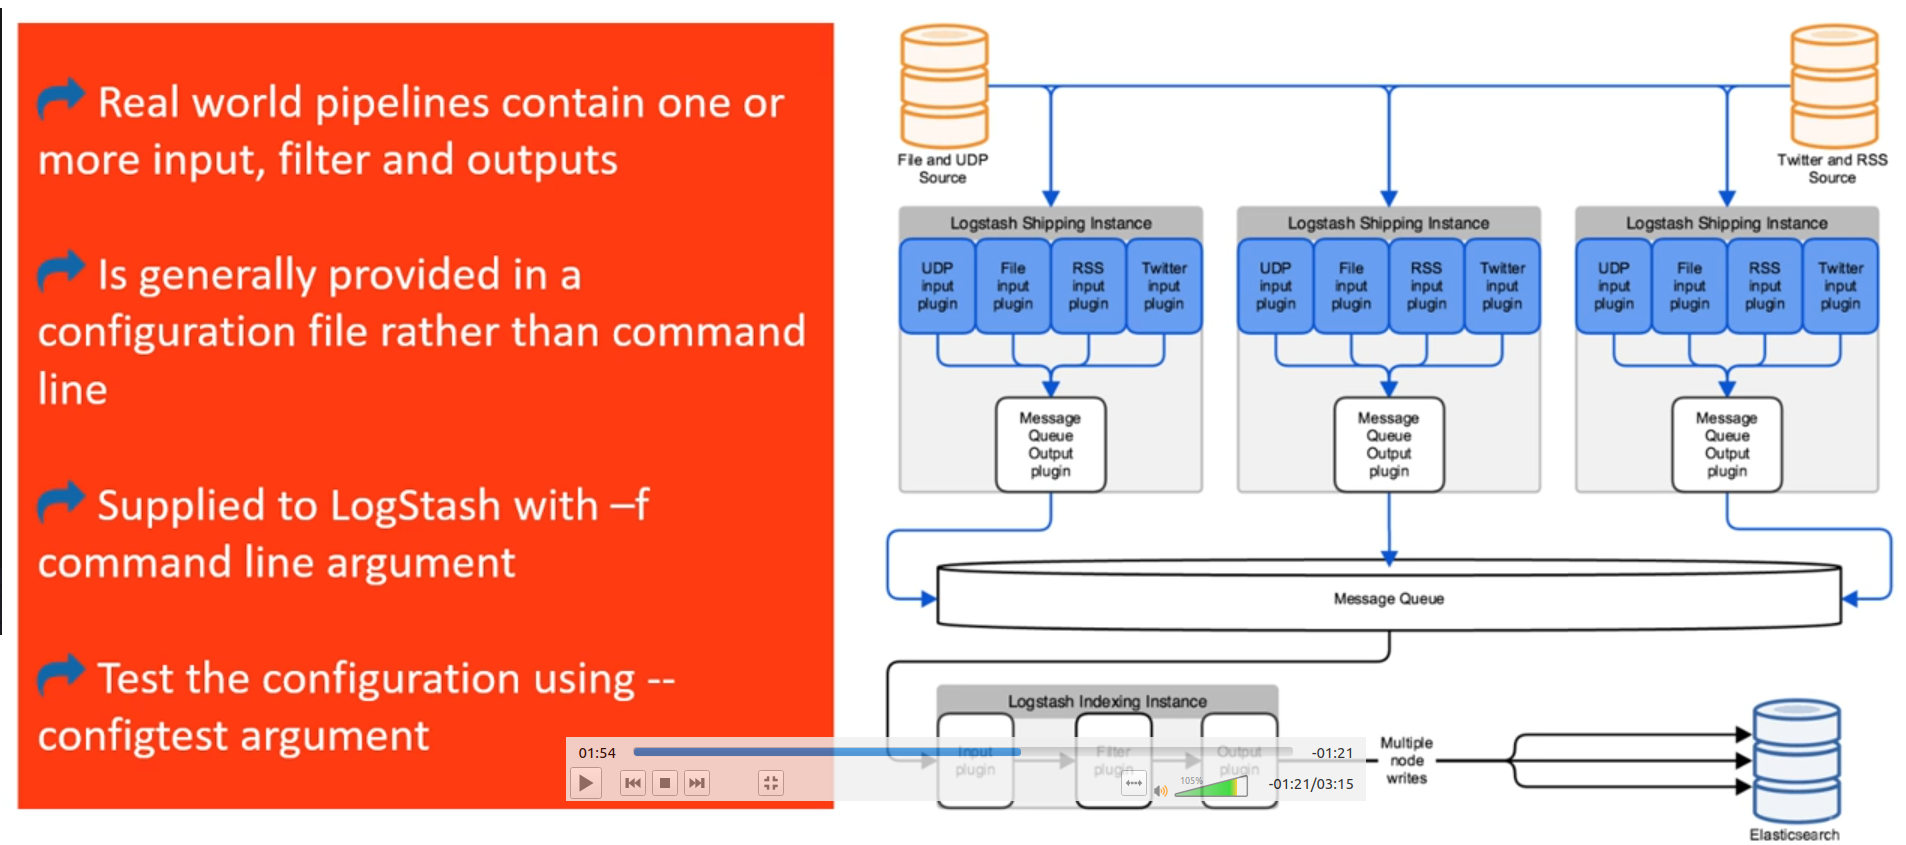 Real world pipelines contain one or
more input, filter and outputs
Is generally provided in a
configuration file rather than command
line
Supplied to LogStash with –f
command line argument
Test the configuration using --
configtest argument
File and UDP
Source
Twitter and RSS
Source
Logstash Shipping Instance
UDP
input
plugin
File
input
plugin
RSS
input
plugin
Twitter
input
plugin
Message
Queue
Output
plugin
Logstash Shipping Instance
UDP
input
plugin
File
input
plugin
RSS
input
plugin
Twitter
input
plugin
Message
Queue
Output
plugin
Logstash Shipping Instance
UDP
input
plugin
File
input
plugin
RSS
input
plugin
Twitter
input
plugin
Message
Queue
Output
plugin
Message Queue
Logstash Indexing Instance
Input
plugin
Filter
plugin
Output
plugin
Multiple
node
writes
Elasticsearch
01:54
-01:21
105%
-01:21/03:15